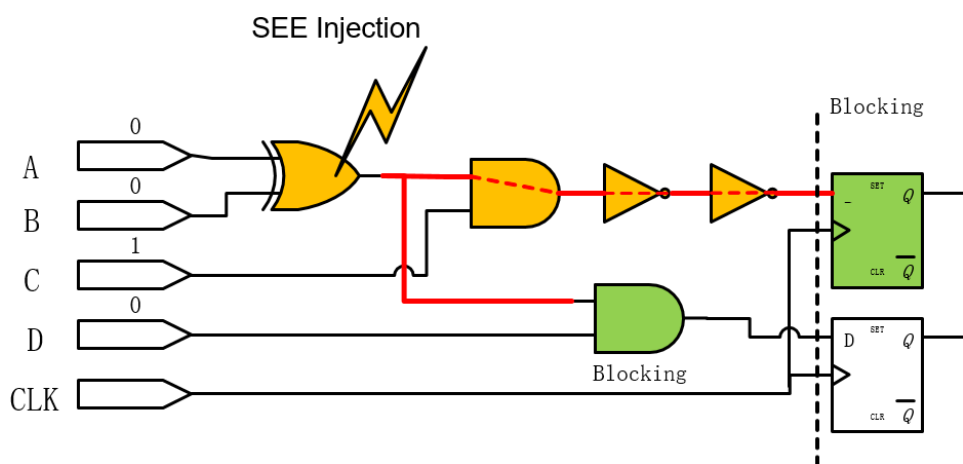 SEE Injection
Blocking
0
A
0
B
1
C
0
D
CLK
Blocking
SET
Q
CLR
Q
D
SET
Q
CLR
Q